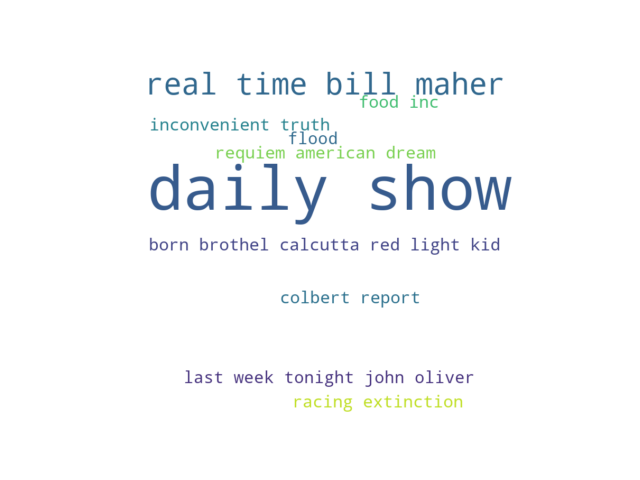 real time bill maher
food inc
inconvenient truth
flood
requiem american dream
daily show
born brothel calcutta red light kid
colbert report
last week tonight john oliver
racing extinction